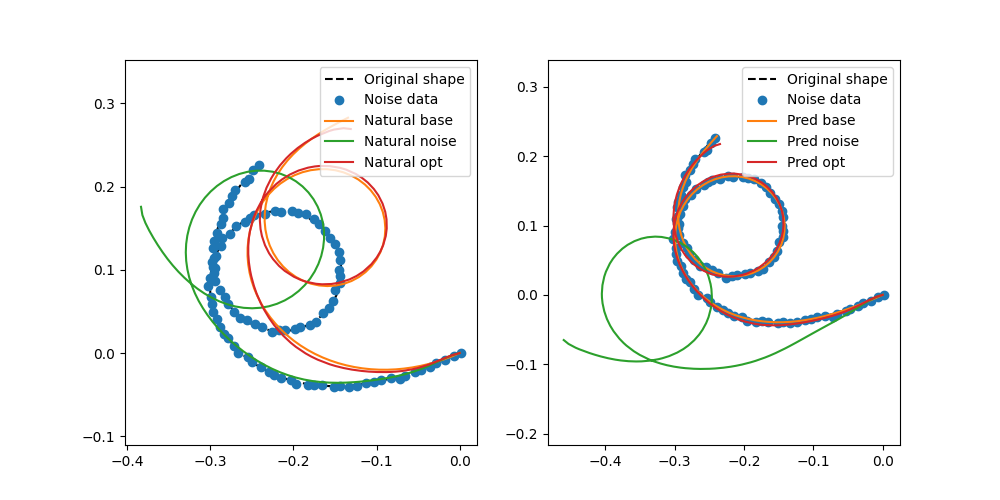 Original shape
Noise data
Natural base
Natural noise
Natural opt
0.3
0.2
0.1
0.0
−0.1
−0.4
−0.3
−0.2
−0.1
0.0
Original shape
Noise data
Pred base
Pred noise
Pred opt
0.3
0.2
0.1
0.0
−0.1
−0.2
−0.4
−0.3
−0.2
−0.1
0.0